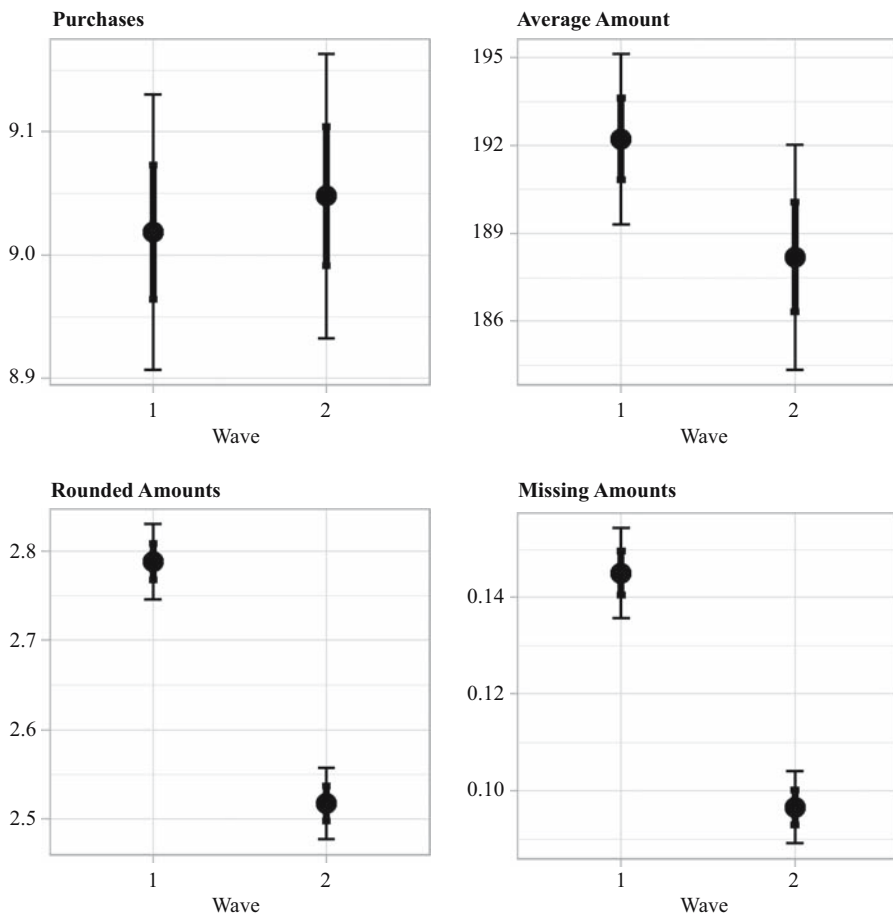 Purchases
9.1
9.0
8.9
1 2
Wave
Average Amount
195
192
189
186
1 2
Wave
Rounded Amounts
2.8
2.7
2.6
2.5
1 2
Wave
Missing Amounts
0.14
0.12
0.10
1 2
Wave